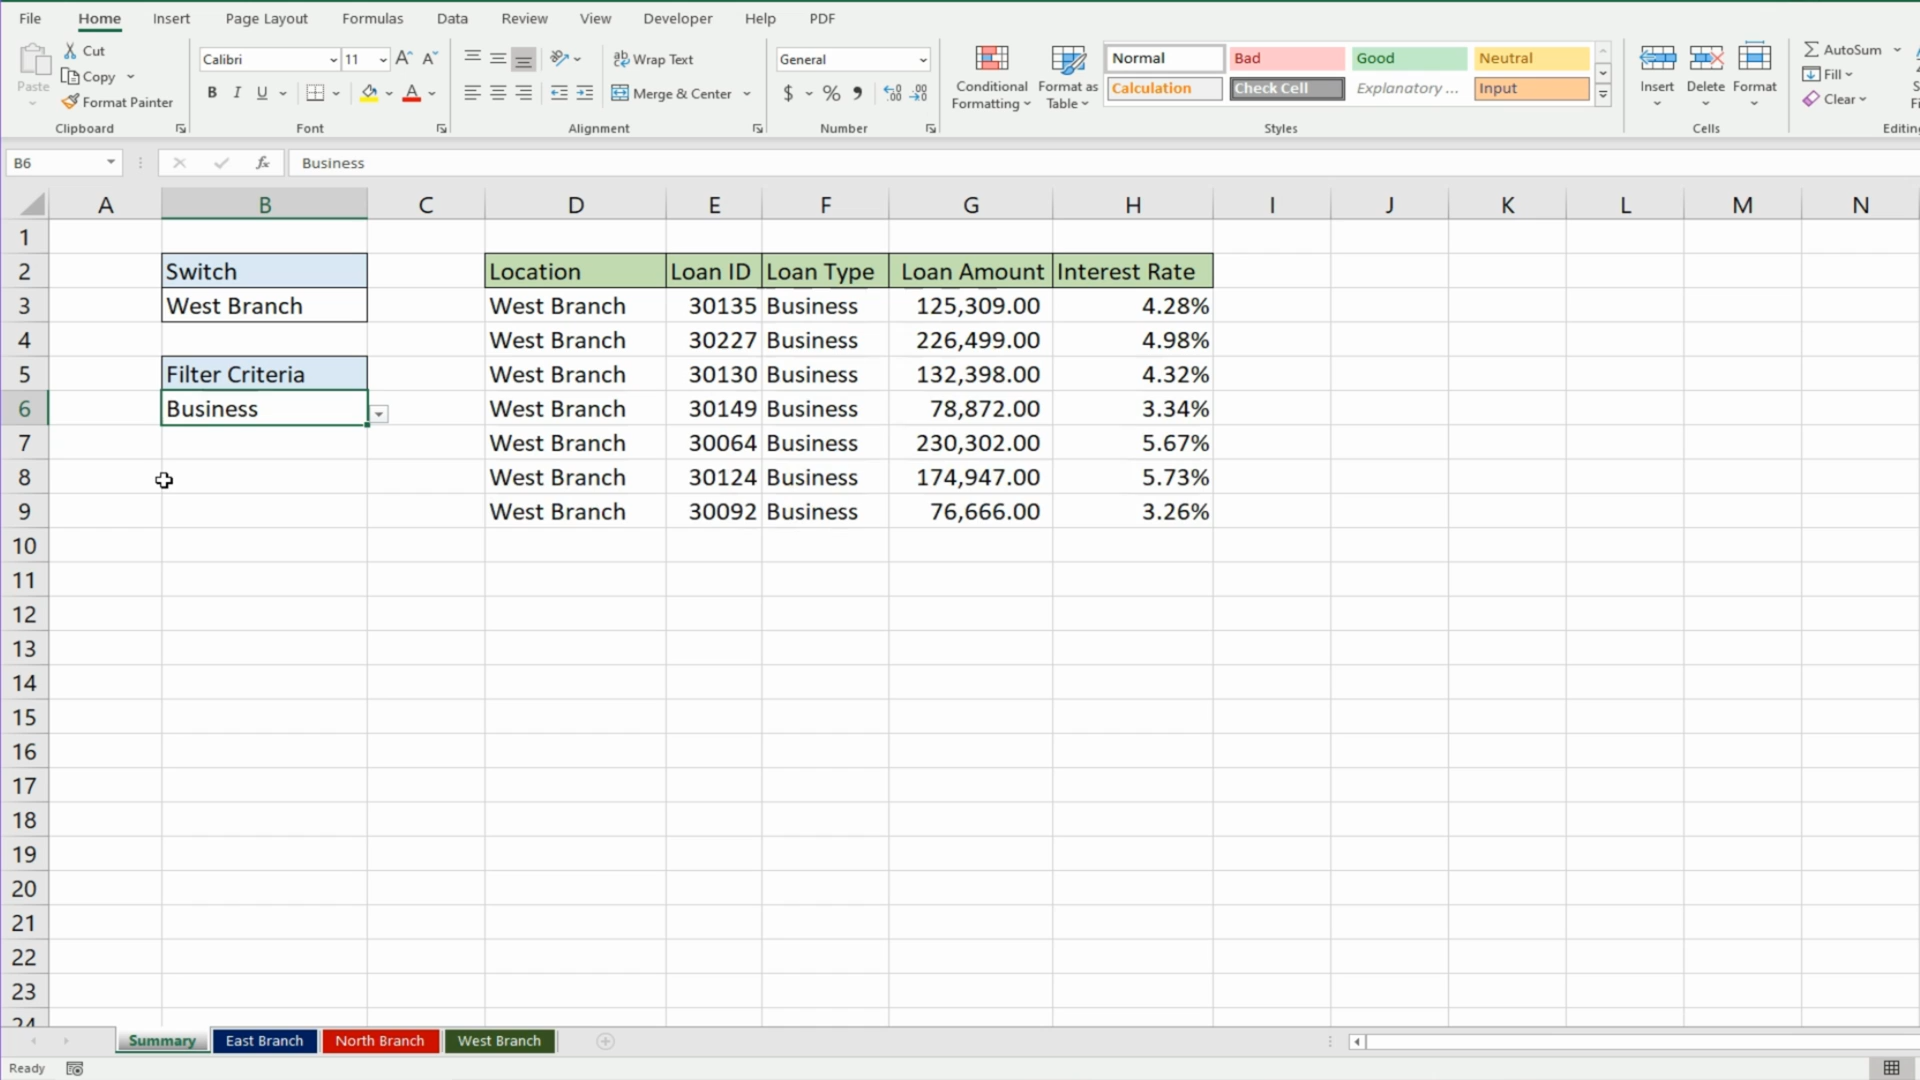 File Home Insert Page Layout Formulas Data Review View Developer Help PDF
Paste Cut Copy Format Painter Clipboard
Calibri 11 A A B I U A Font
Wrap Text Merge & Center Alignment
General $ % Number
Conditional Formatting Format as Table
Normal Bad Good Neutral
Calculation Check Cell Explanatory ... Input
Styles
Insert Delete Format Cells
AutoSum Fill Clear
B6 fx Business
A B C D E F G H I J K L M N
1
2 Switch Location Loan ID Loan Type Loan Amount Interest Rate
3 West Branch West Branch 30135 Business 125,309.00 4.28%
4 West Branch 30227 Business 226,499.00 4.98%
5 Filter Criteria West Branch 30130 Business 132,398.00 4.32%
6 Business West Branch 30149 Business 78,872.00 3.34%
7 West Branch 30064 Business 230,302.00 5.67%
8 West Branch 30124 Business 174,947.00 5.73%
9 West Branch 30092 Business 76,666.00 3.26%
10
11
12
13
14
15
16
17
18
19
20
21
22
23
24
Summary East Branch North Branch West Branch
Ready